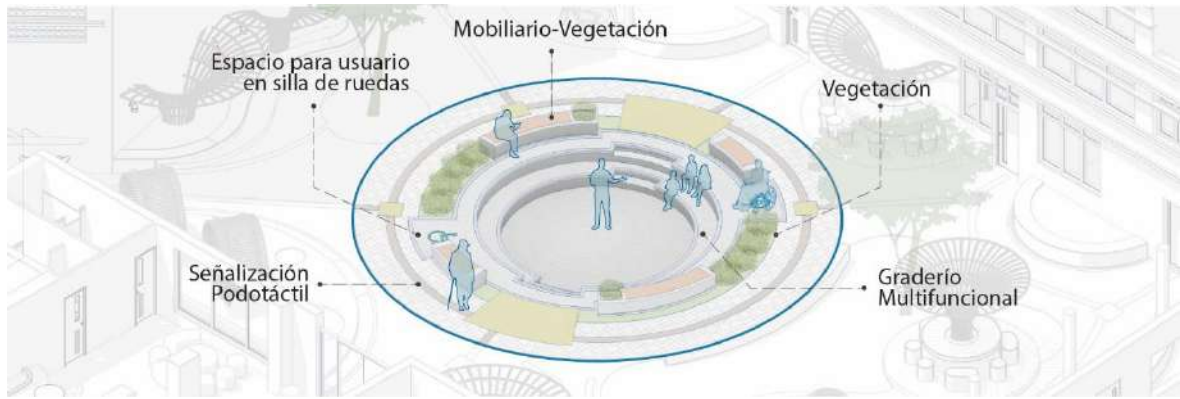 Mobiliario-Vegetación
Espacio para usuario
en silla de ruedas
Vegetación
Señalización
Podotáctil
Graderío
Multifuncional